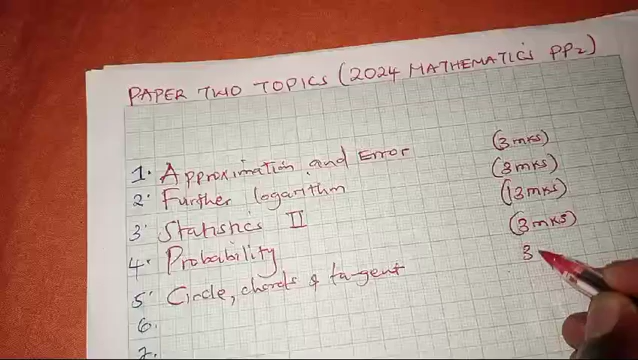 PAPER TWO TOPICS (2024 MATHEMATICS PP2)
1. Approximation and Error (3mks)
2. Further logarithm (3mks)
3. Statistics II (13mks)
4. Probability (3mks)
5. Circle, chords & tangent 3
6.
7.